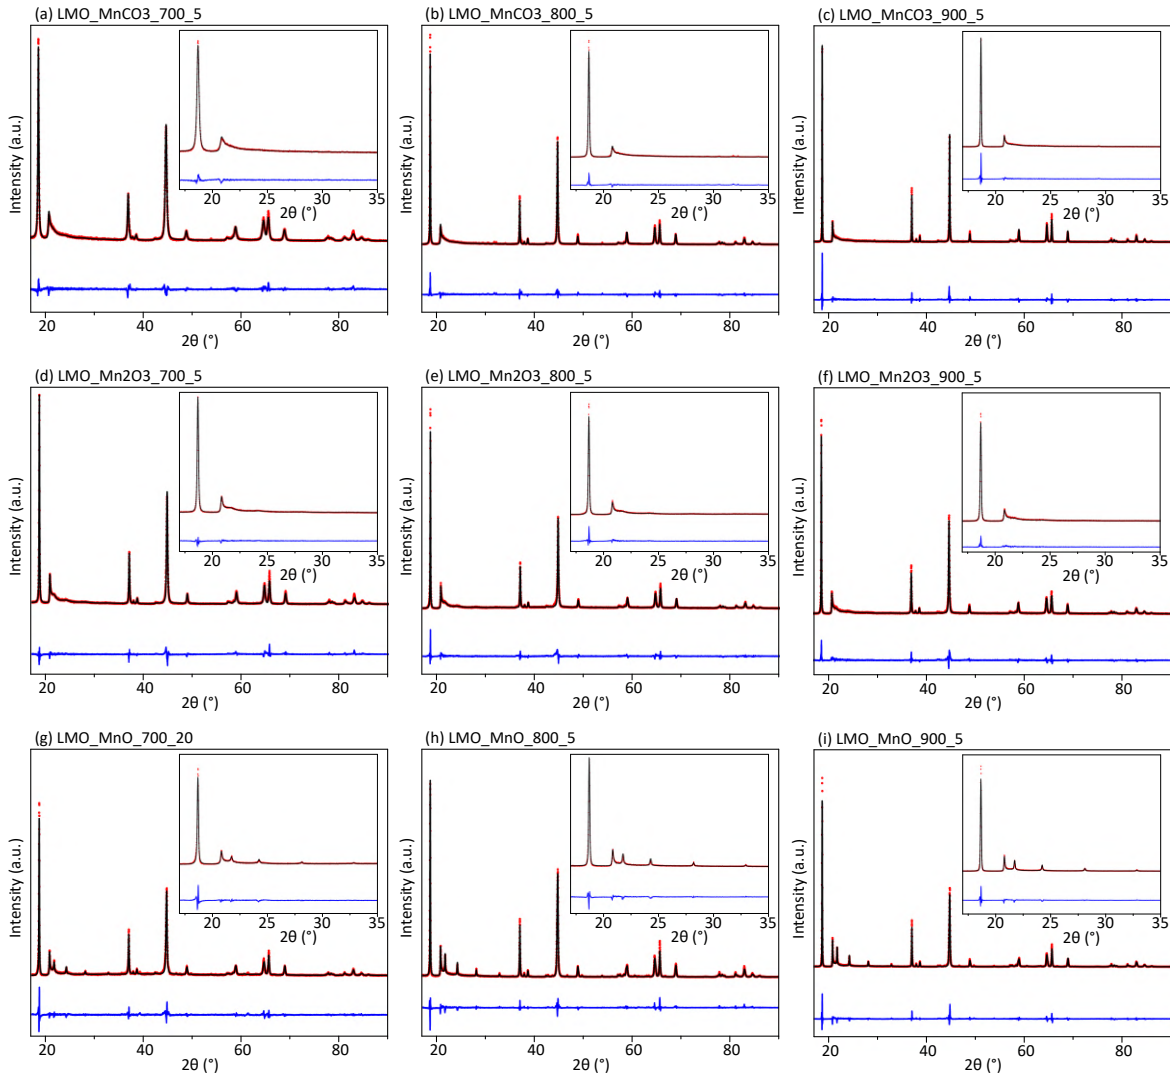 (a) LMO_MnCO3_700_5
(b) LMO_MnCO3_800_5
(c) LMO_MnCO3_900_5
Intensity (a.u.)
20 25 30 35
2θ (°)
20 40 60 80
2θ (°)
Intensity (a.u.)
20 25 30 35
2θ (°)
20 40 60 80
2θ (°)
Intensity (a.u.)
20 25 30 35
2θ (°)
20 40 60 80
2θ (°)
(d) LMO_Mn2O3_700_5
(e) LMO_Mn2O3_800_5
(f) LMO_Mn2O3_900_5
Intensity (a.u.)
20 25 30 35
2θ (°)
20 40 60 80
2θ (°)
Intensity (a.u.)
20 25 30 35
2θ (°)
20 40 60 80
2θ (°)
Intensity (a.u.)
20 25 30 35
2θ (°)
20 40 60 80
2θ (°)
(g) LMO_MnO_700_20
(h) LMO_MnO_800_5
(i) LMO_MnO_900_5
Intensity (a.u.)
20 25 30 35
2θ (°)
20 40 60 80
2θ (°)
Intensity (a.u.)
20 25 30 35
2θ (°)
20 40 60 80
2θ (°)
Intensity (a.u.)
20 25 30 35
2θ (°)
20 40 60 80
2θ (°)